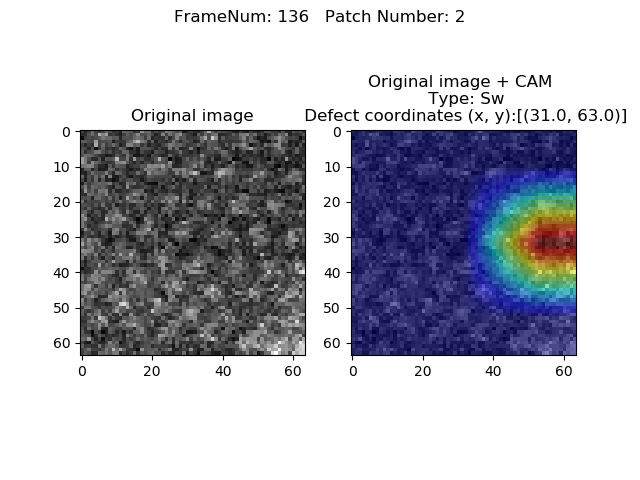 FrameNum: 136   Patch Number: 2
Original image
0
10
20
30
40
50
60
0 20 40 60
Original image + CAM
Type: Sw
Defect coordinates (x, y):[(31.0, 63.0)]
0
10
20
30
40
50
60
0 20 40 60